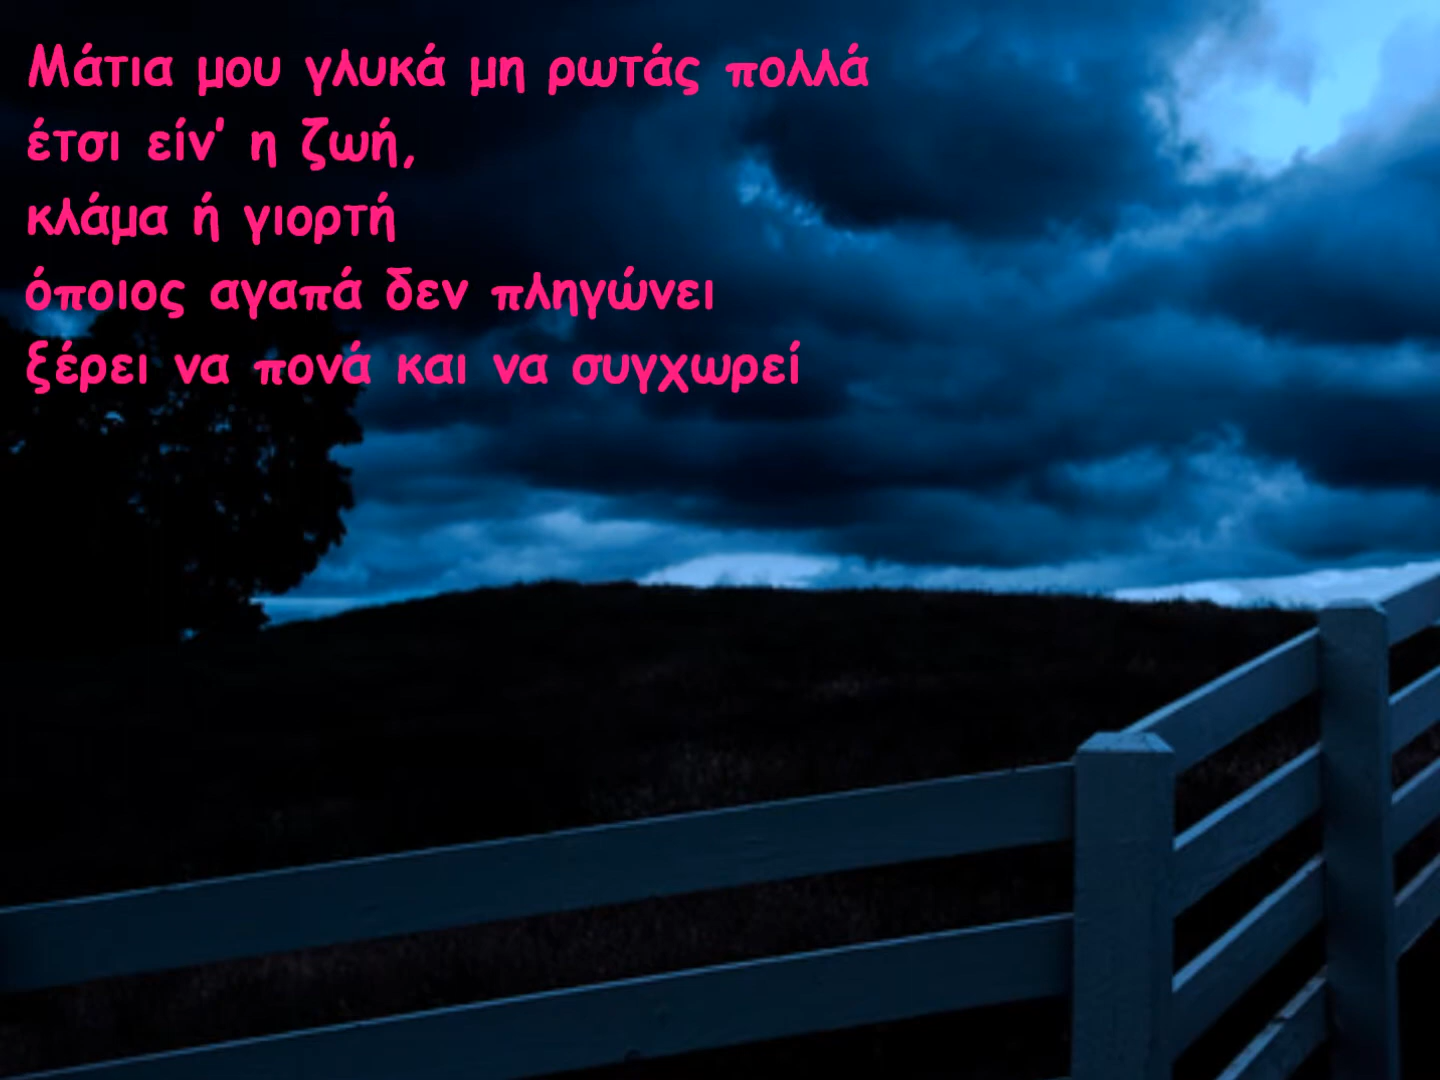 Μάτια μου γλυκά μη ρωτάς πολλά
έτσι είν' η ζωή,
κλάμα ή γιορτή
όποιος αγαπά δεν πληγώνει
ξέρει να πονά και να συγχωρεί